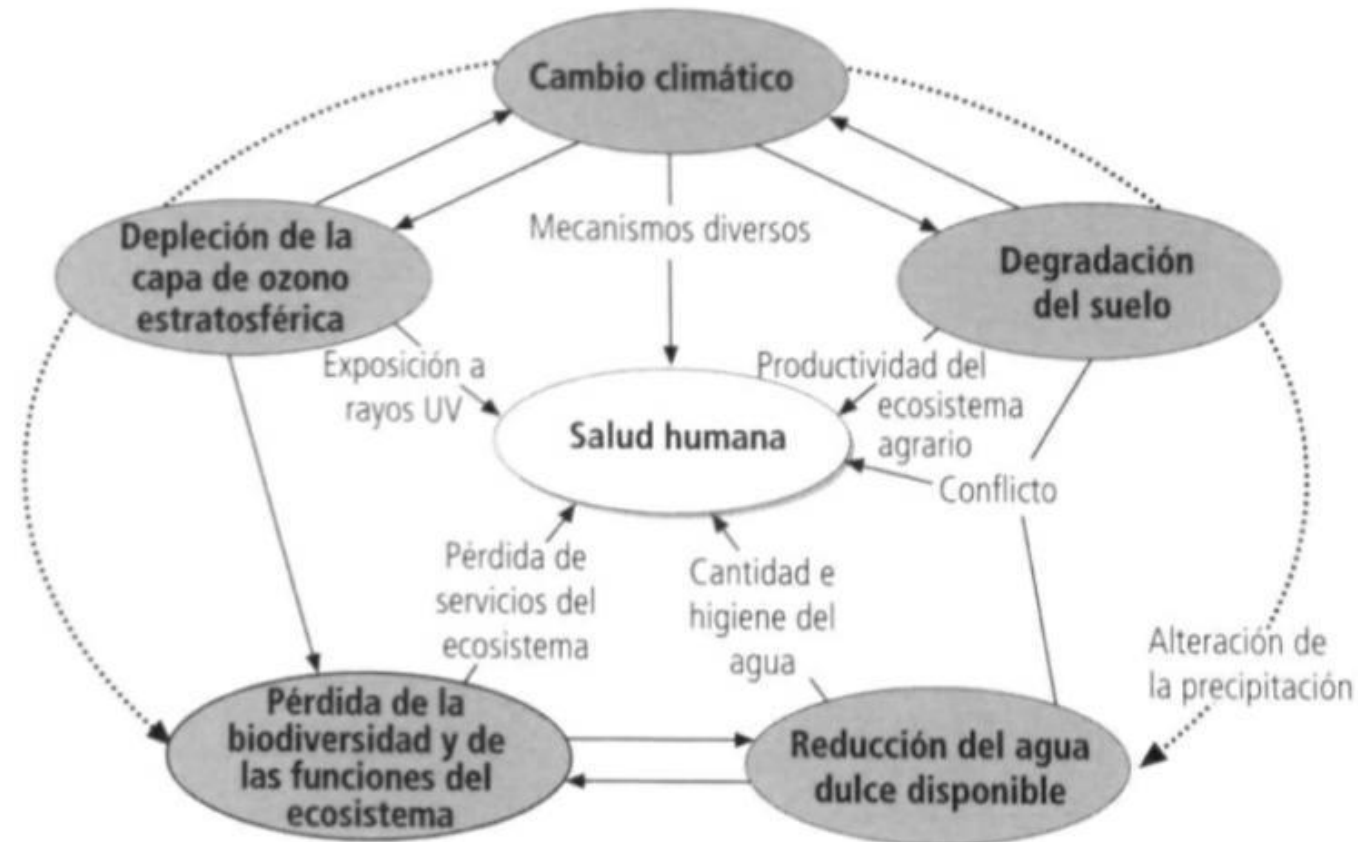 Cambio climático
Mecanismos diversos
Depleción de la
capa de ozono
estratosférica
Degradación
del suelo
Exposición a
rayos UV
Productividad del
ecosistema
agrario
Salud humana
Conflicto
Pérdida de
servicios del
ecosistema
Cantidad e
higiene del
agua
Alteración de
la precipitación
Pérdida de la
biodiversidad y de
las funciones del
ecosistema
Reducción del agua
dulce disponible